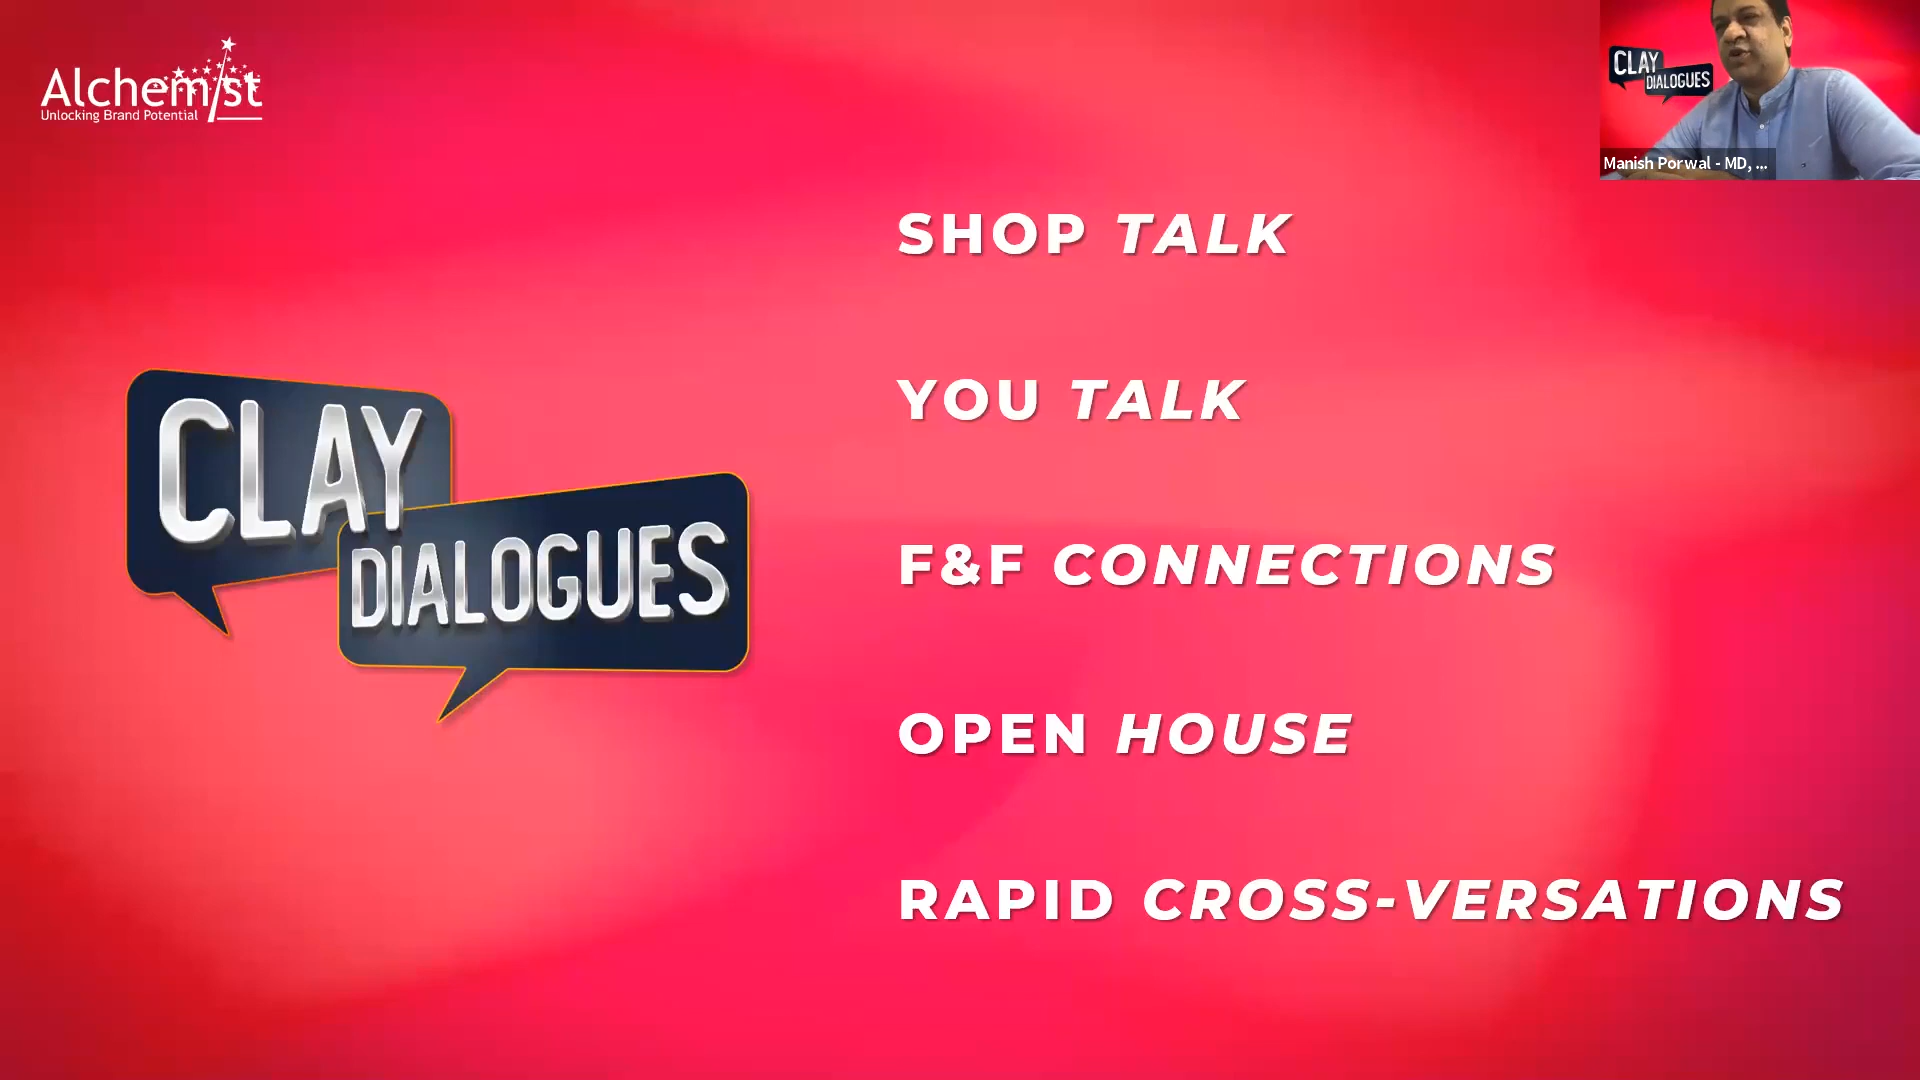 Alchemist
Unlocking Brand Potential
CLAY
DIALOGUES
SHOP TALK
YOU TALK
F&F CONNECTIONS
OPEN HOUSE
RAPID CROSS-VERSATIONS
CLAY
DIALOGUES
Manish Porwal - MD, ...